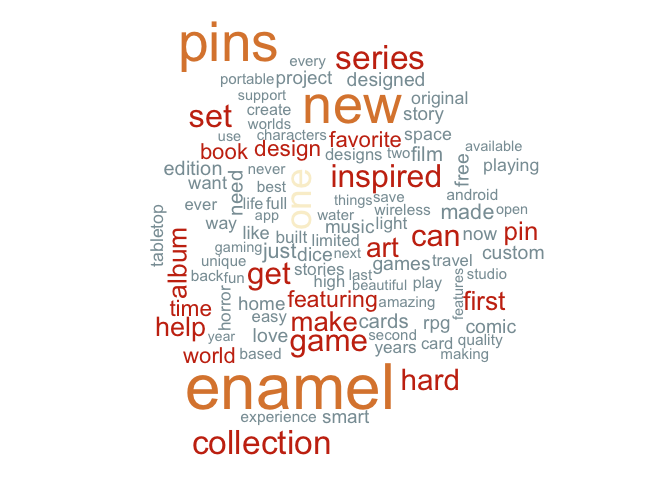 pins
every
series
portable
project
designed
support
new
original
set
create
story
worlds
use
characters
favorite
space
book
design
designs
two
film
available
edition
never
inspired
free
playing
want
need
best
one
things
save
android
ever
life
full
wireless
made
open
tabletop
way
app
water
music
light
can
now
pin
album
like
built
limited
gaming
just
dice
next
art
custom
unique
get
stories
last
games
travel
back
fun
high
beautiful
play
features
studio
horror
home
featuring
amazing
first
time
easy
make
cards
rpg
comic
help
year
love
game
second
years
card
quality
world
based
making
enamel
hard
experience
smart
collection